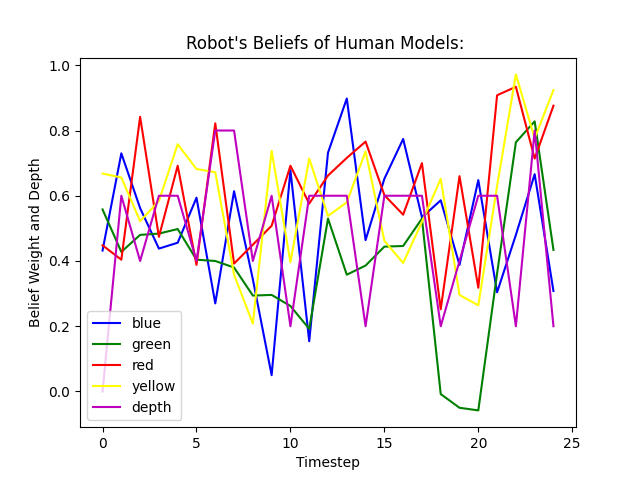 Robot's Beliefs of Human Models:
1.0
0.8
0.6
0.4
0.2
0.0
Belief Weight and Depth
blue
green
red
yellow
depth
0 5 10 15 20 25
Timestep